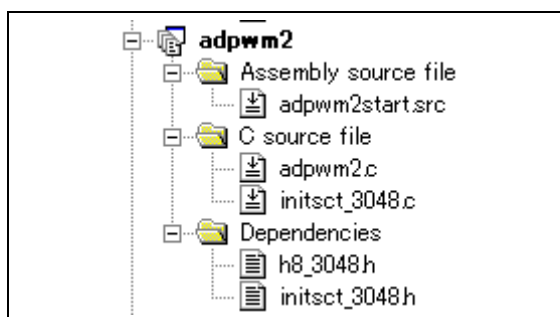 adpwm2
Assembly source file
adpwm2start.src
C source file
adpwm2.c
initsct_3048.c
Dependencies
h8_3048.h
initsct_3048.h